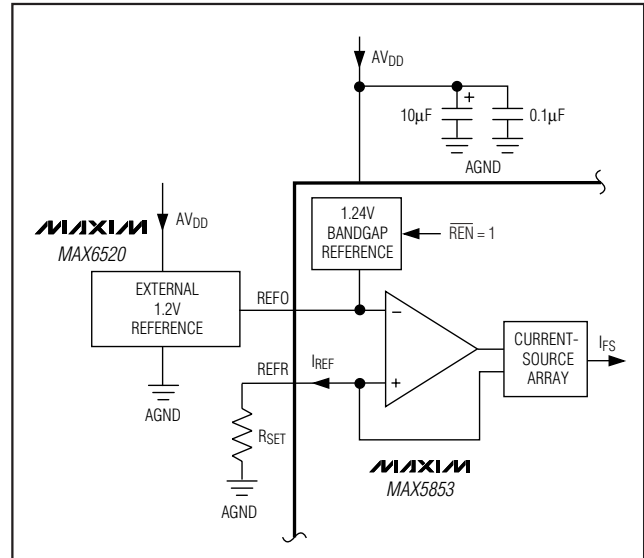 AVDD
10µF
+
0.1µF
AGND
MAXIM
MAX6520
AVDD
1.24V
BANDGAP
REFERENCE
REN = 1
EXTERNAL
1.2V
REFERENCE
REFO
−
CURRENT-
SOURCE
ARRAY
IFS
REFR
IREF
+
RSET
AGND
AGND
MAXIM
MAX5853